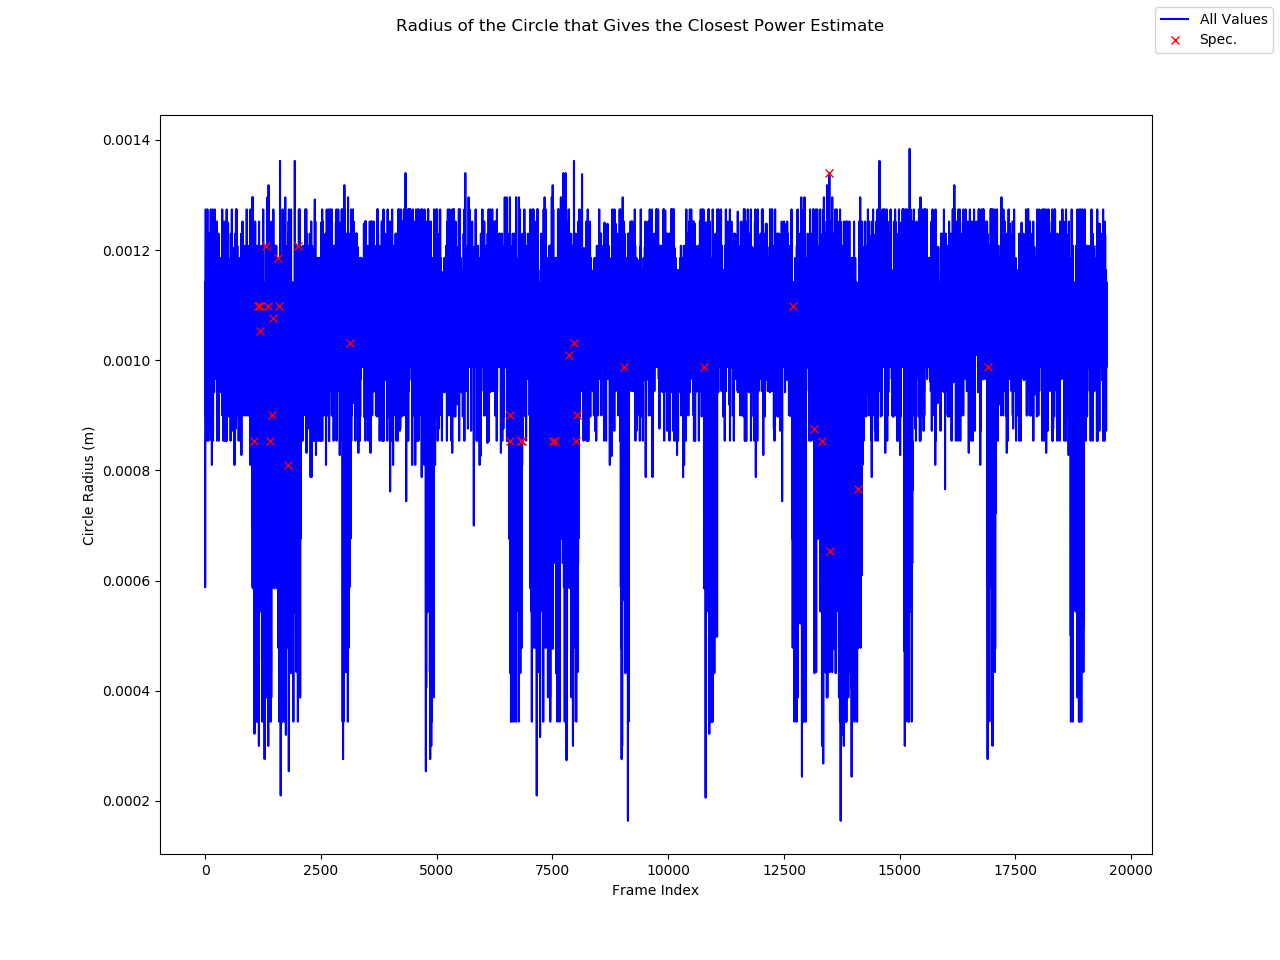 Radius of the Circle that Gives the Closest Power Estimate
All Values
Spec.
0.0014
0.0012
0.0010
0.0008
0.0006
0.0004
0.0002
Circle Radius (m)
0 2500 5000 7500 10000 12500 15000 17500 20000
Frame Index